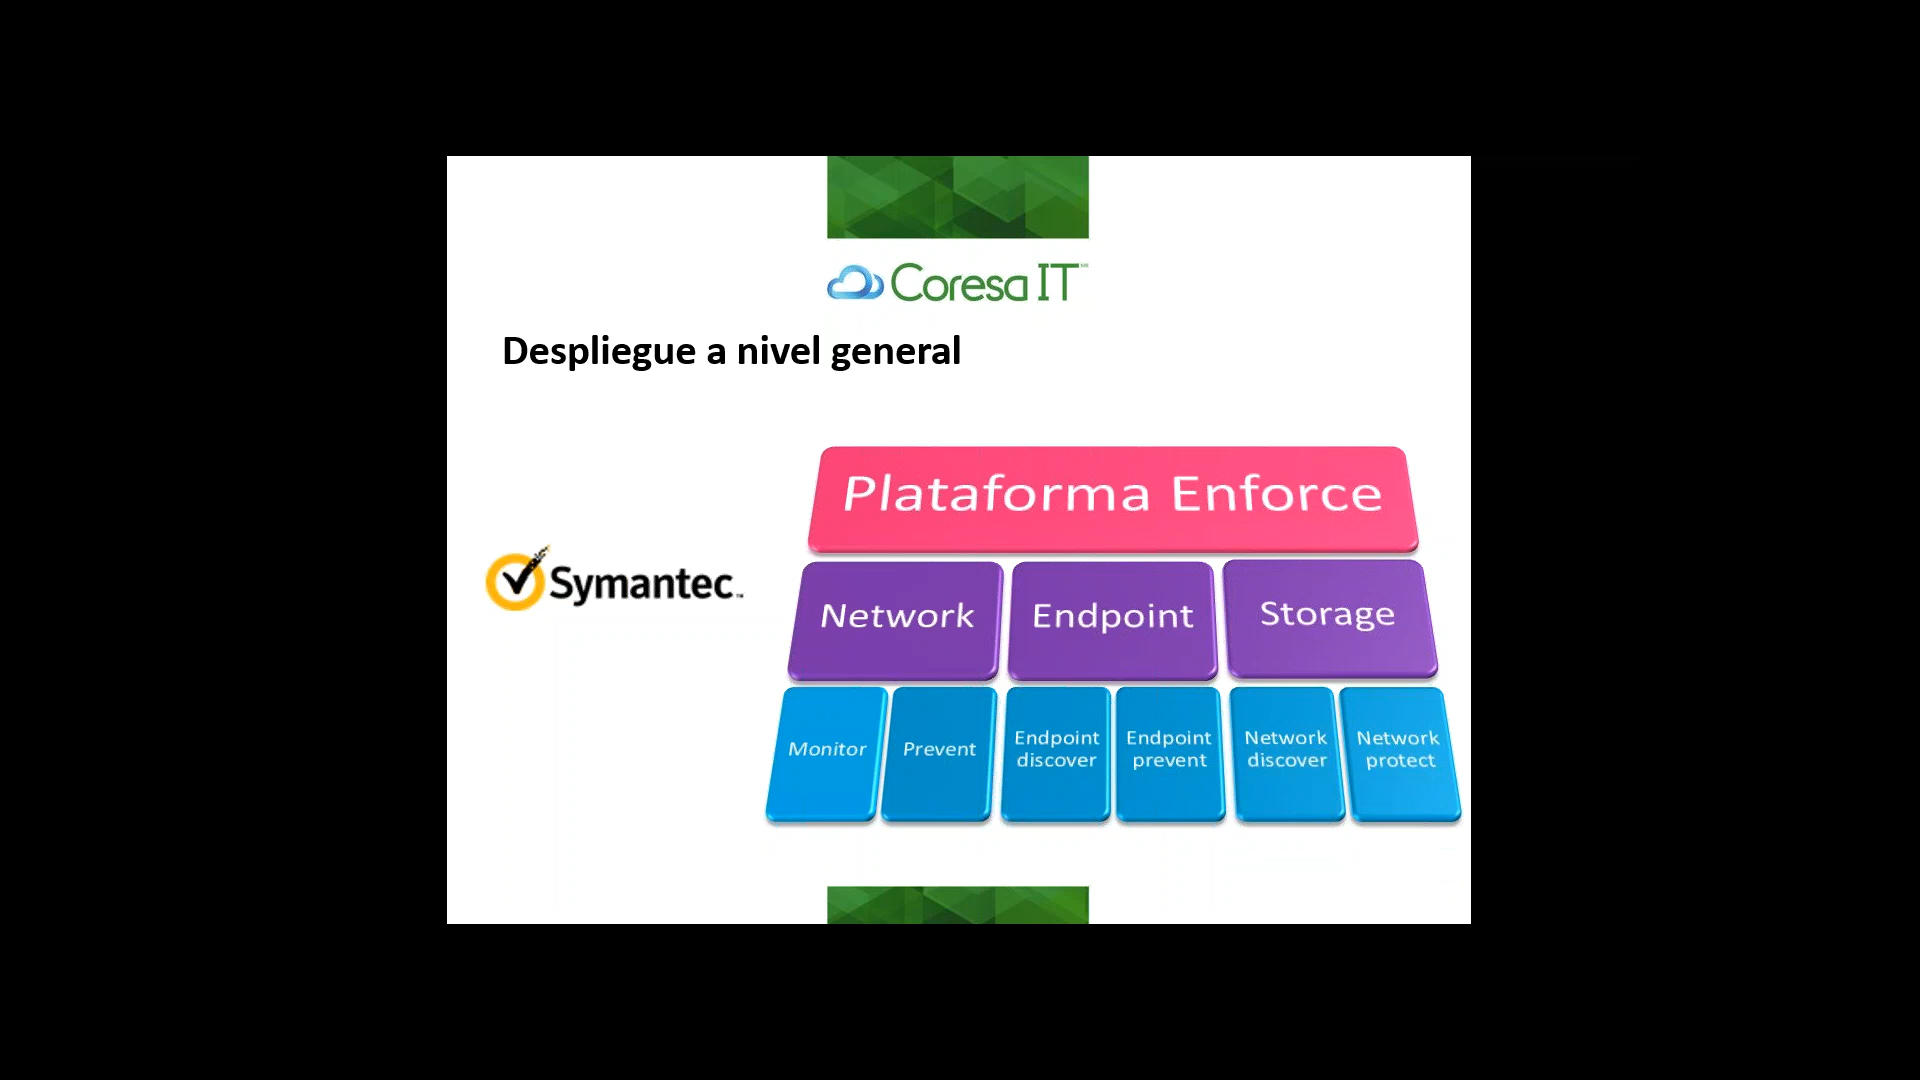 Coresa IT
Despliegue a nivel general
Plataforma Enforce
Symantec™
Network
Endpoint
Storage
Monitor
Prevent
Endpoint
discover
Endpoint
prevent
Network
discover
Network
protect